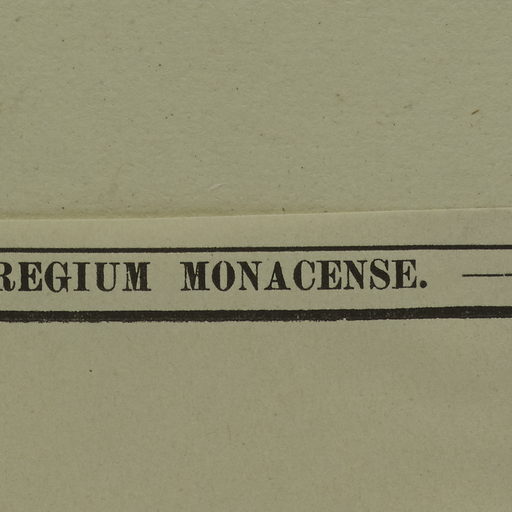 REGIUM MONACENSE. —